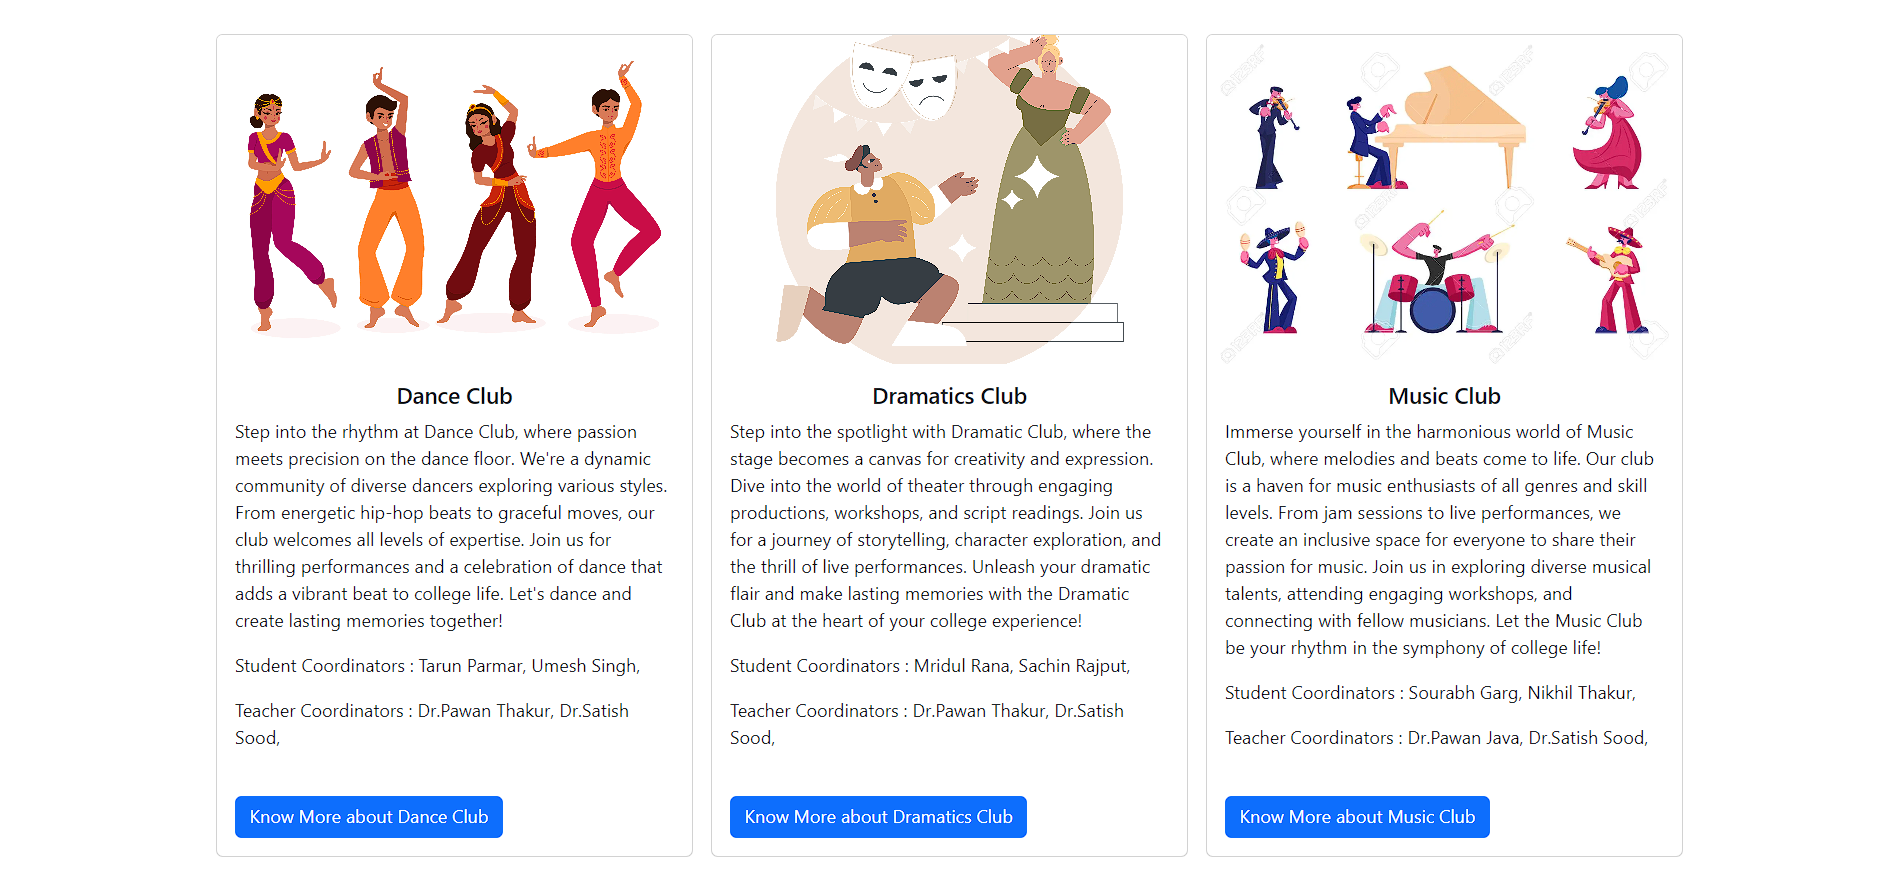 Dance Club
Step into the rhythm at Dance Club, where passion
meets precision on the dance floor. We're a dynamic
community of diverse dancers exploring various styles.
From energetic hip-hop beats to graceful moves, our
club welcomes all levels of expertise. Join us for
thrilling performances and a celebration of dance that
adds a vibrant beat to college life. Let's dance and
create lasting memories together!
Student Coordinators : Tarun Parmar, Umesh Singh,
Teacher Coordinators : Dr.Pawan Thakur, Dr.Satish
Sood,
Know More about Dance Club
Dramatics Club
Step into the spotlight with Dramatic Club, where the
stage becomes a canvas for creativity and expression.
Dive into the world of theater through engaging
productions, workshops, and script readings. Join us
for a journey of storytelling, character exploration, and
the thrill of live performances. Unleash your dramatic
flair and make lasting memories with the Dramatic
Club at the heart of your college experience!
Student Coordinators : Mridul Rana, Sachin Rajput,
Teacher Coordinators : Dr.Pawan Thakur, Dr.Satish
Sood,
Know More about Dramatics Club
Music Club
Immerse yourself in the harmonious world of Music
Club, where melodies and beats come to life. Our club
is a haven for music enthusiasts of all genres and skill
levels. From jam sessions to live performances, we
create an inclusive space for everyone to share their
passion for music. Join us in exploring diverse musical
talents, attending engaging workshops, and
connecting with fellow musicians. Let the Music Club
be your rhythm in the symphony of college life!
Student Coordinators : Sourabh Garg, Nikhil Thakur,
Teacher Coordinators : Dr.Pawan Java, Dr.Satish Sood,
Know More about Music Club